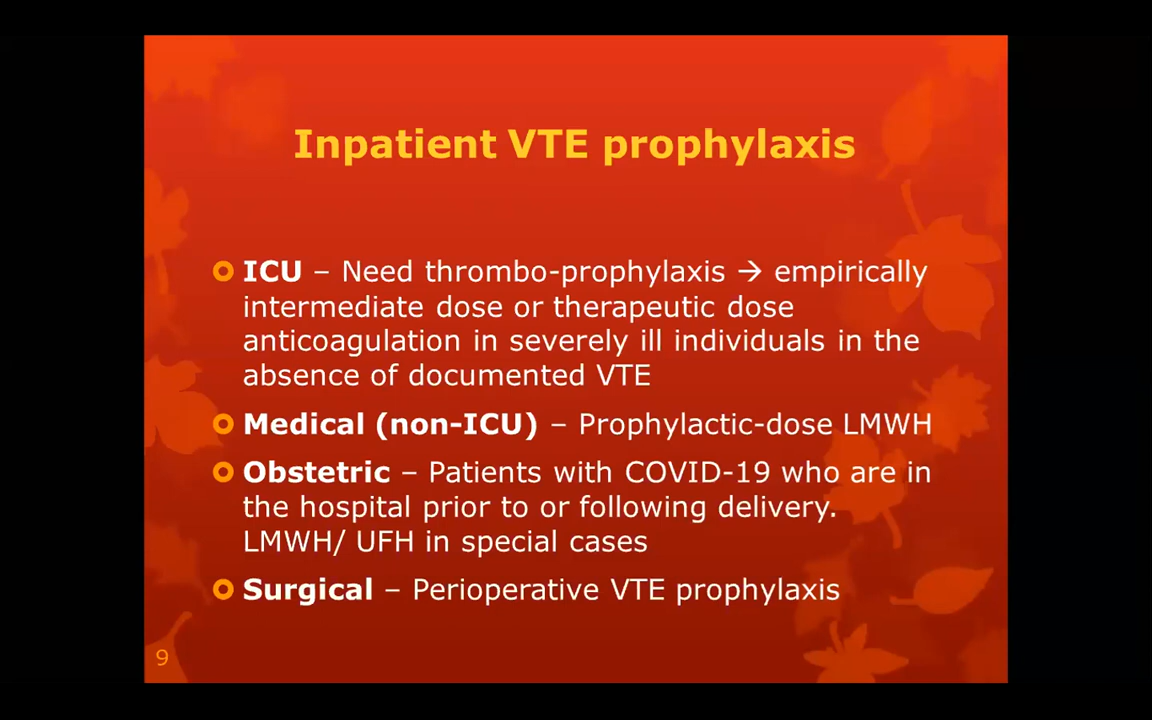 Inpatient VTE prophylaxis
ICU – Need thrombo-prophylaxis → empirically
intermediate dose or therapeutic dose
anticoagulation in severely ill individuals in the
absence of documented VTE
Medical (non-ICU) – Prophylactic-dose LMWH
Obstetric – Patients with COVID-19 who are in
the hospital prior to or following delivery.
LMWH/ UFH in special cases
Surgical – Perioperative VTE prophylaxis
9